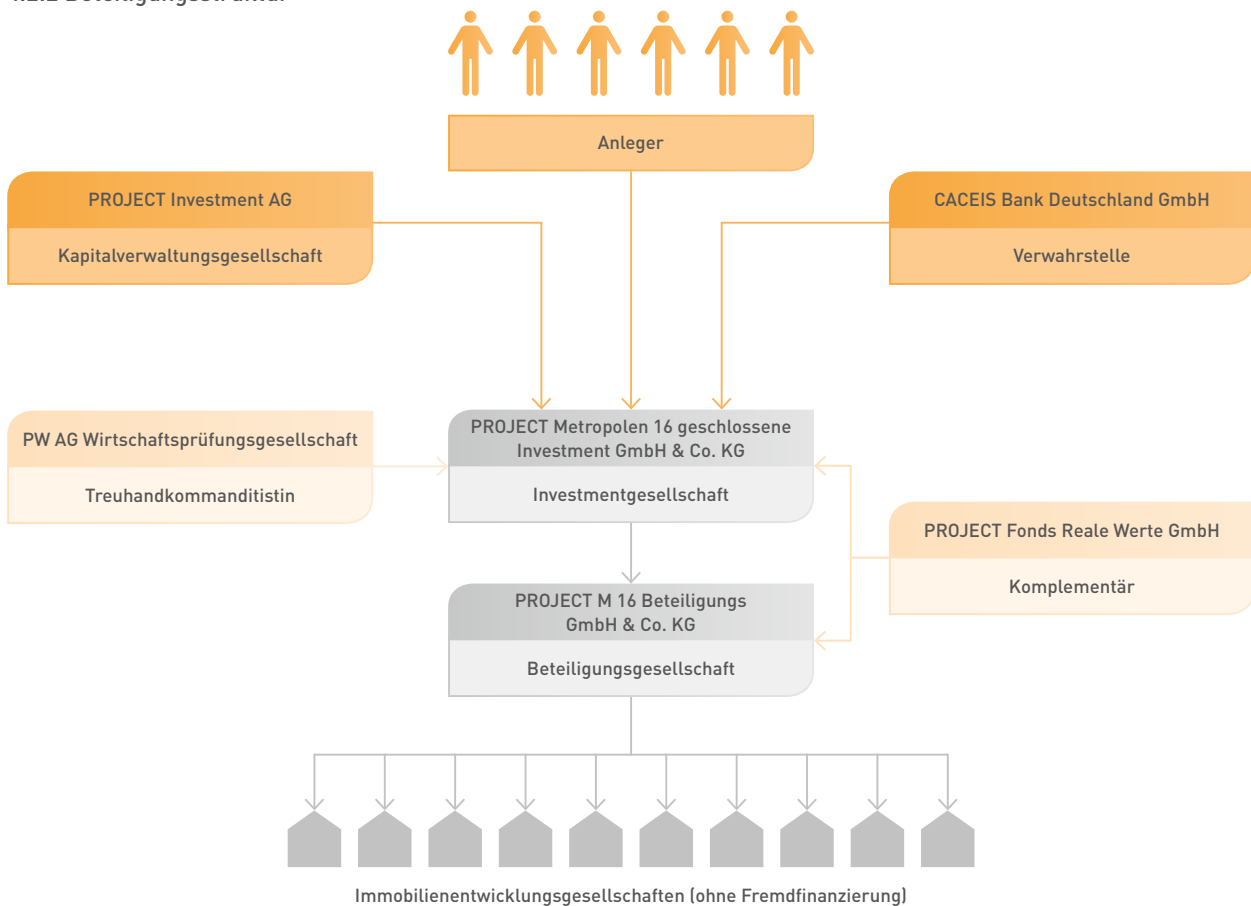 Anleger
PROJECT Investment AG
Kapitalverwaltungsgesellschaft
CACEIS Bank Deutschland GmbH
Verwahrstelle
PW AG Wirtschaftsprüfungsgesellschaft
Treuhandkommanditistin
PROJECT Metropolen 16 geschlossene
Investment GmbH & Co. KG
Investmentgesellschaft
PROJECT Fonds Reale Werte GmbH
Komplementär
PROJECT M 16 Beteiligungs
GmbH & Co. KG
Beteiligungsgesellschaft
Immobilienentwicklungsgesellschaften (ohne Fremdfinanzierung)